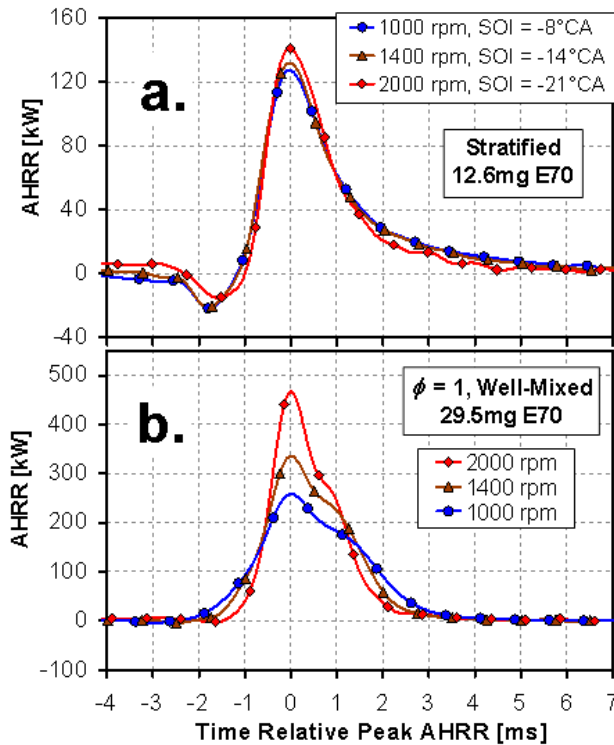 160
120
80
40
0
-40
AHRR [kW]
a.
1000 rpm, SOI = -8°CA
1400 rpm, SOI = -14°CA
2000 rpm, SOI = -21°CA
Stratified
12.6mg E70
500
400
300
200
100
0
-100
AHRR [kW]
b.
ϕ = 1, Well-Mixed
29.5mg E70
2000 rpm
1400 rpm
1000 rpm
-4 -3 -2 -1 0 1 2 3 4 5 6 7
Time Relative Peak AHRR [ms]